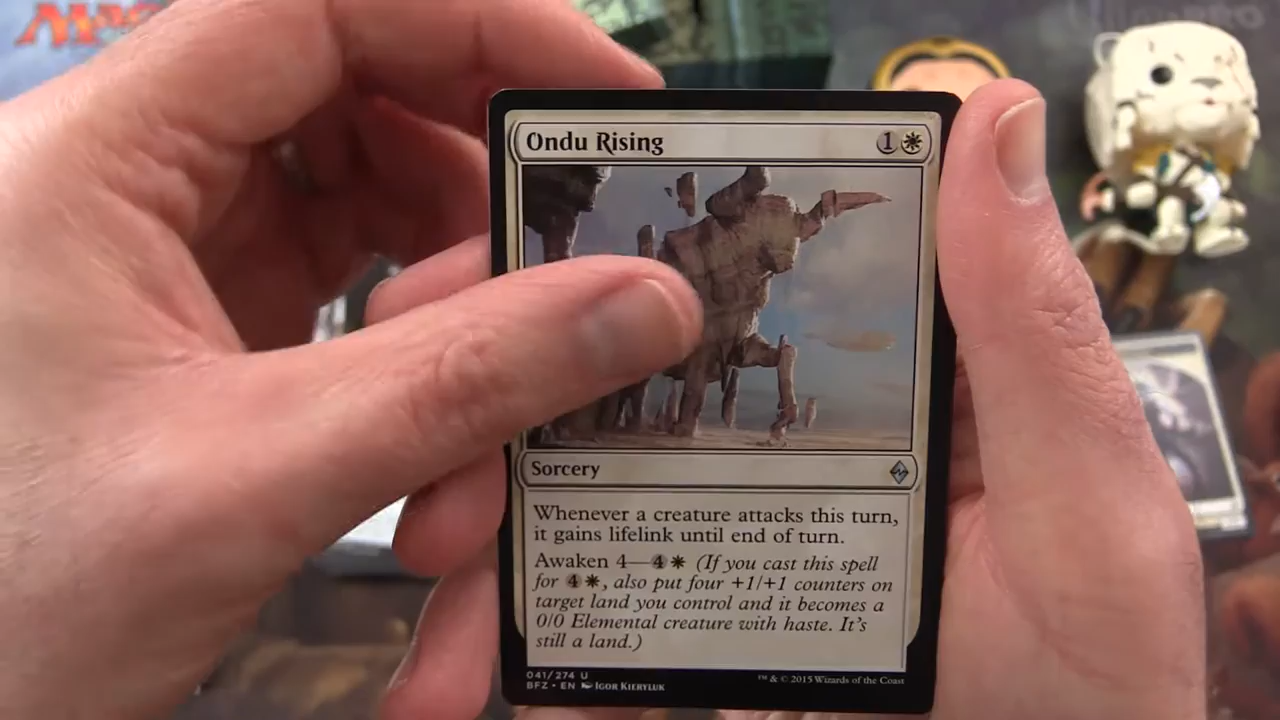 Ondu Rising 1
Sorcery
Whenever a creature attacks this turn,
it gains lifelink until end of turn.
Awaken 4—4 (If you cast this spell
for 4, also put four +1/+1 counters on
target land you control and it becomes a
0/0 Elemental creature with haste. It's
still a land.)
041/274 U
BFZ • EN Igor Kieryluk
™ & © 2015 Wizards of the Coast